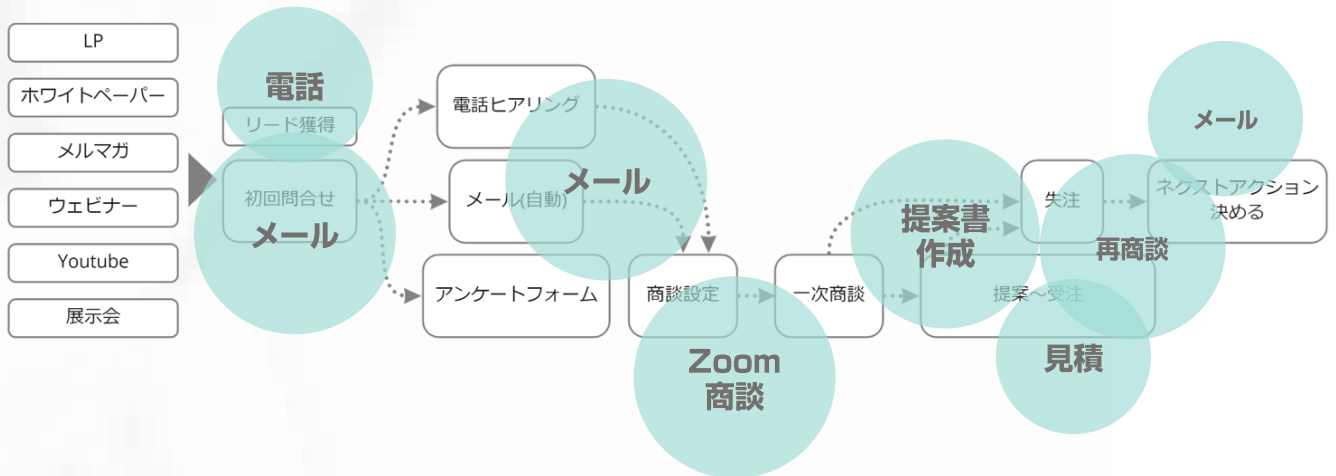 LP
ホワイトペーパー
メルマガ
ウェビナー
Youtube
展示会
電話
リード獲得
初回問合せ
メール
電話ヒアリング
メール(自動)
アンケートフォーム
メール
商談設定
Zoom
商談
一次商談
提案書
作成
失注
提案～受注
再商談
見積
メール
ネクストアクション
決める